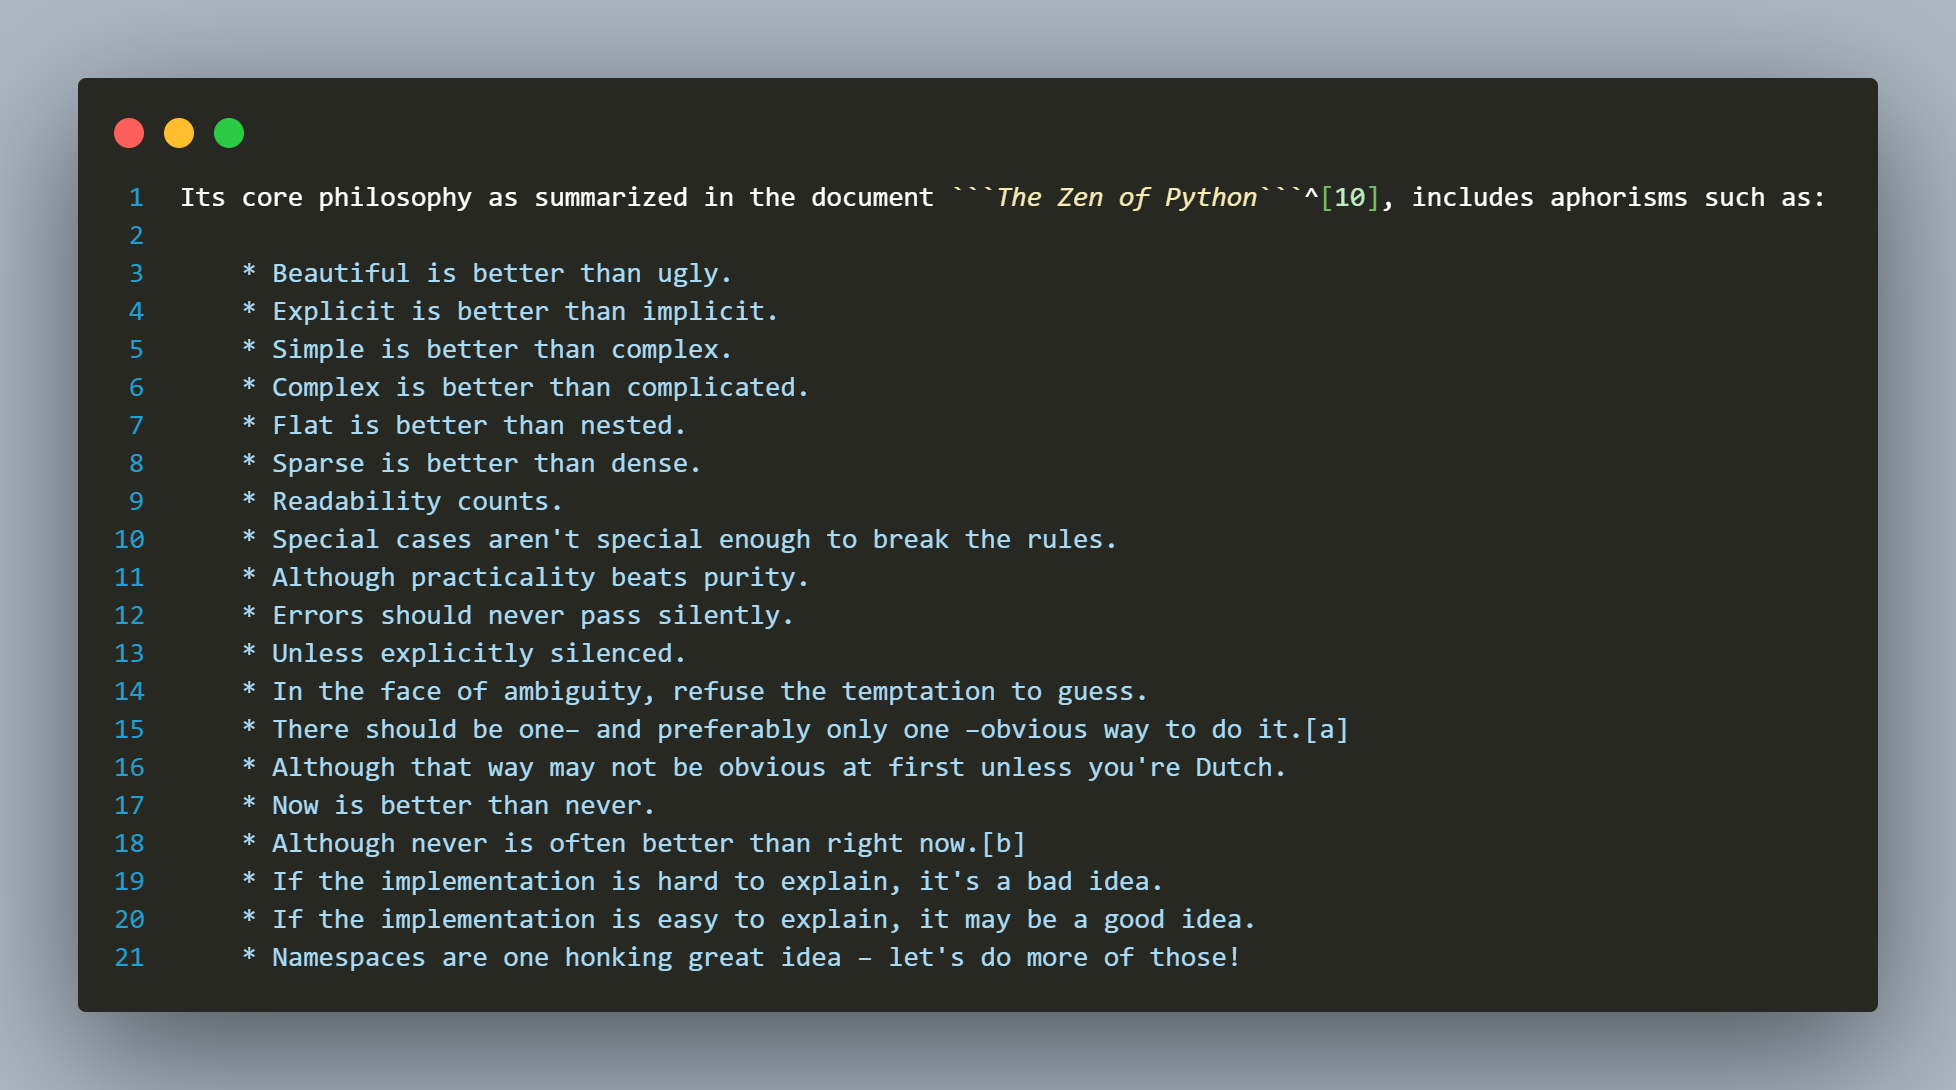 1 Its core philosophy as summarized in the document ```The Zen of Python```^[10], includes aphorisms such as:
2
3     * Beautiful is better than ugly.
4     * Explicit is better than implicit.
5     * Simple is better than complex.
6     * Complex is better than complicated.
7     * Flat is better than nested.
8     * Sparse is better than dense.
9     * Readability counts.
10     * Special cases aren't special enough to break the rules.
11     * Although practicality beats purity.
12     * Errors should never pass silently.
13     * Unless explicitly silenced.
14     * In the face of ambiguity, refuse the temptation to guess.
15     * There should be one– and preferably only one –obvious way to do it.[a]
16     * Although that way may not be obvious at first unless you're Dutch.
17     * Now is better than never.
18     * Although never is often better than right now.[b]
19     * If the implementation is hard to explain, it's a bad idea.
20     * If the implementation is easy to explain, it may be a good idea.
21     * Namespaces are one honking great idea – let's do more of those!